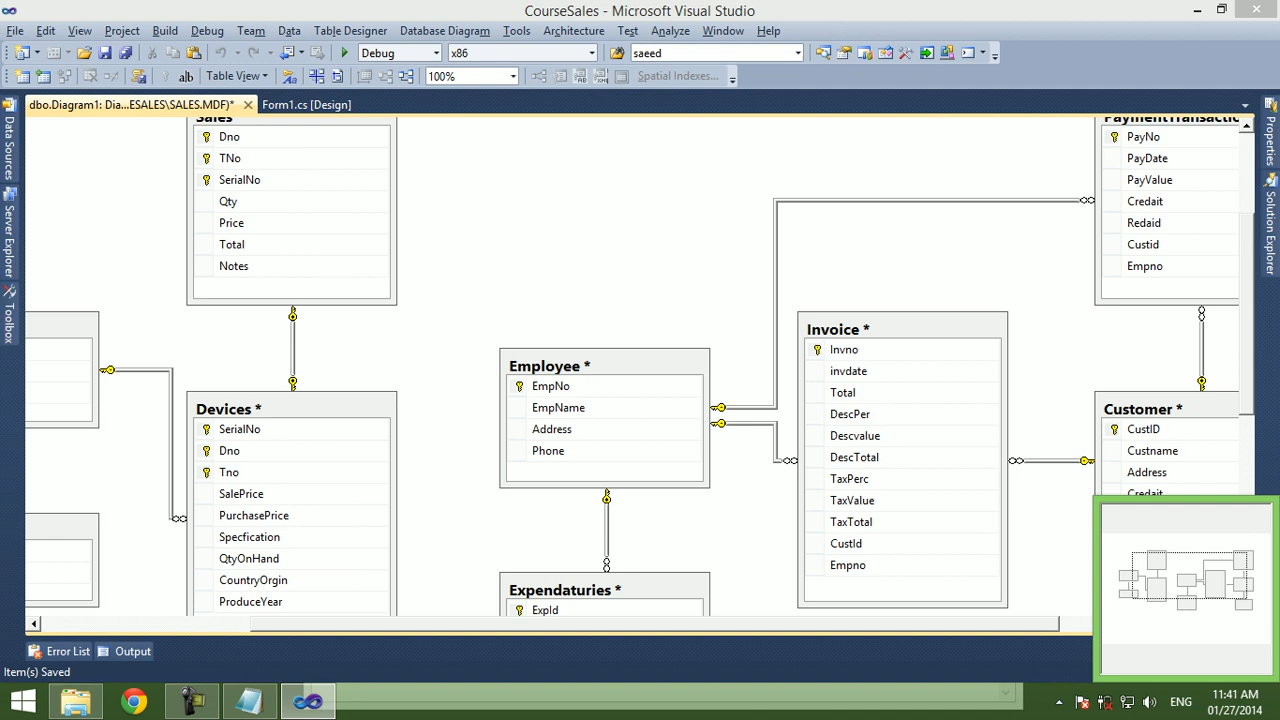 CourseSales - Microsoft Visual Studio
File Edit View Project Build Debug Team Data Table Designer Database Diagram Tools Architecture Test Analyze Window Help
Debug x86 saeed
Table View 100% Spatial Indexes...
dbo.Diagram1: Dia...ESALES\SALES.MDF)* Form1.cs [Design]
Data Sources
Server Explorer
Toolbox
Properties
Solution Explorer
Sales
Dno
TNo
SerialNo
Qty
Price
Total
Notes
PaymentTransactic
PayNo
PayDate
PayValue
Credait
Redaid
Custid
Empno
Devices *
SerialNo
Dno
Tno
SalePrice
PurchasePrice
Specfication
QtyOnHand
CountryOrgin
ProduceYear
Employee *
EmpNo
EmpName
Address
Phone
Expendaturies *
ExpId
Invoice *
Invno
invdate
Total
DescPer
Descvalue
DescTotal
TaxPerc
TaxValue
TaxTotal
CustId
Empno
Customer *
CustID
Custname
Address
Credait
Error List Output
Item(s) Saved
ENG
11:41 AM
01/27/2014